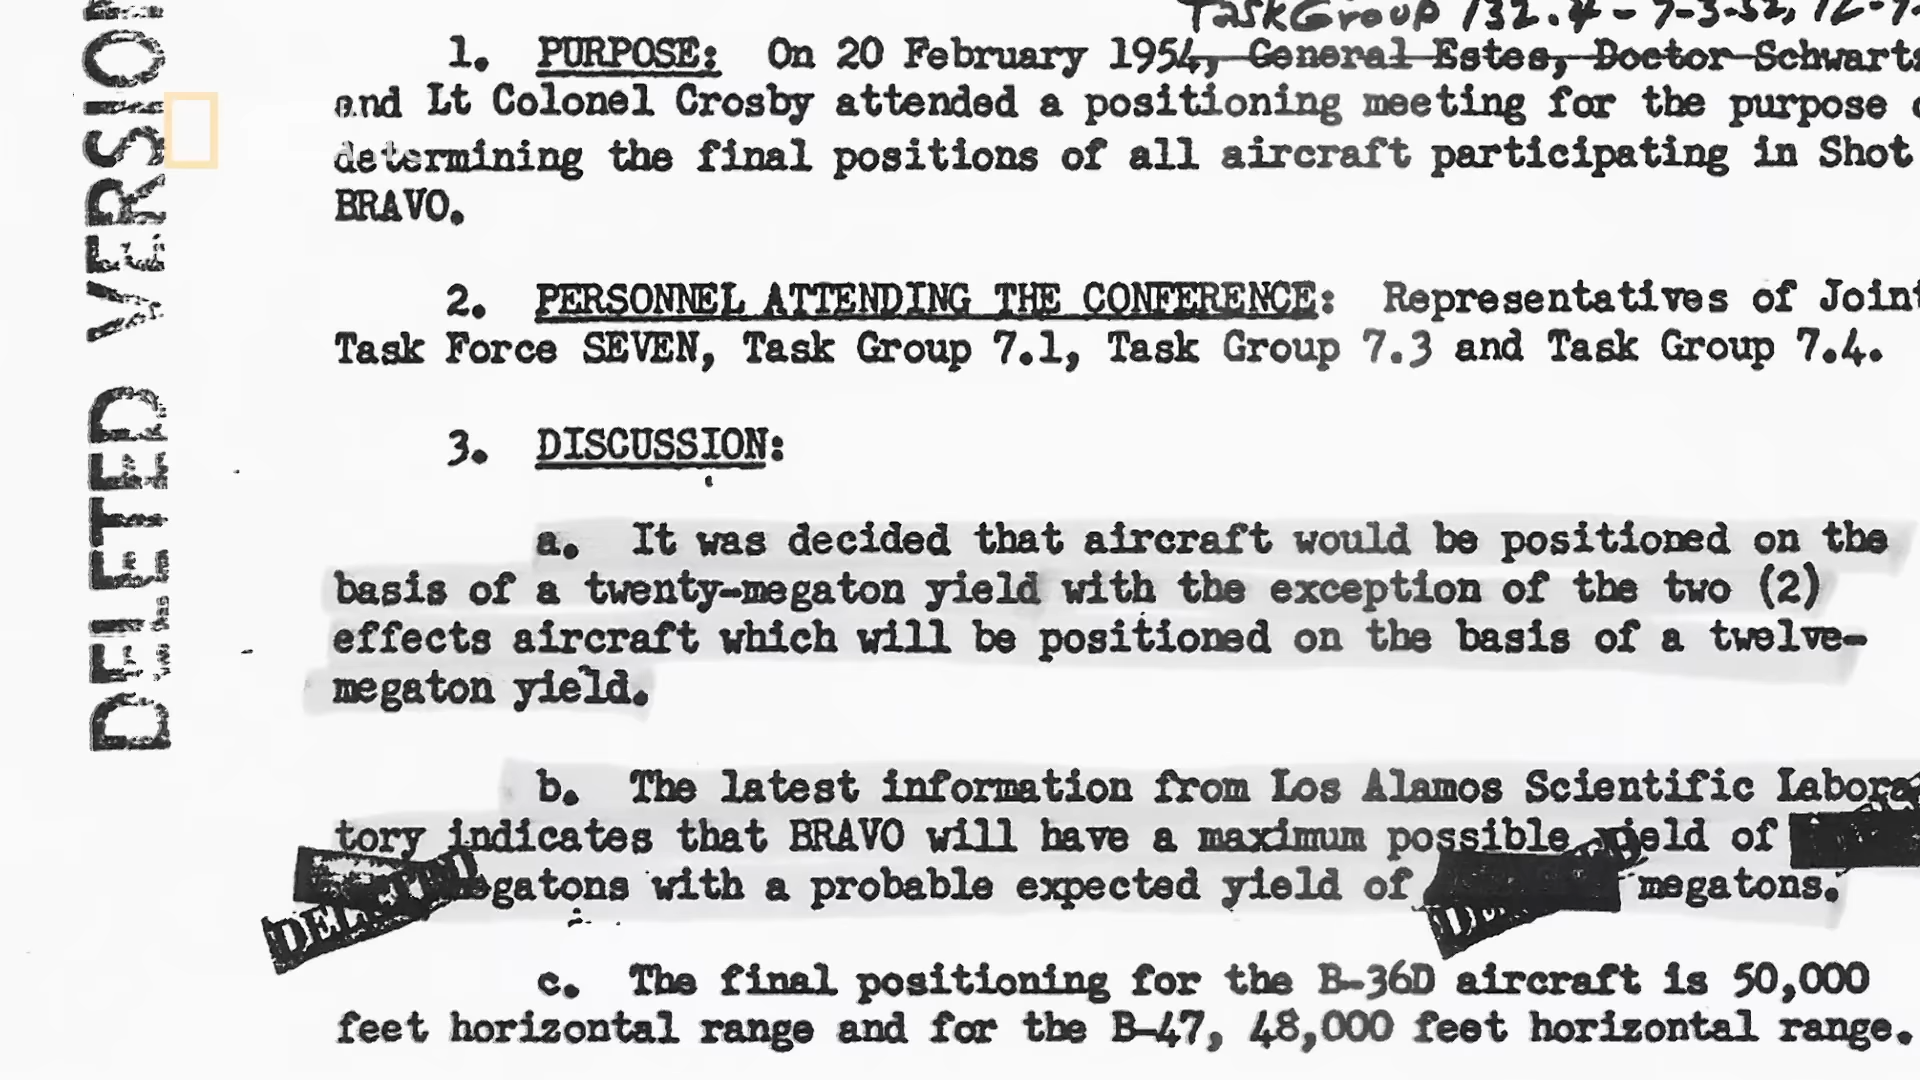 TaskGroup 132.4 - 7-3-52,
1. PURPOSE: On 20 February 1954, General Estes, Doctor Schwarts
and Lt Colonel Crosby attended a positioning meeting for the purpose
determining the final positions of all aircraft participating in Shot
BRAVO.
2. PERSONNEL ATTENDING THE CONFERENCE: Representatives of Joint
Task Force SEVEN, Task Group 7.1, Task Group 7.3 and Task Group 7.4.
3. DISCUSSION:
a. It was decided that aircraft would be positioned on the
basis of a twenty-megaton yield with the exception of the two (2)
effects aircraft which will be positioned on the basis of a twelve-
megaton yield.
b. The latest information from Los Alamos Scientific Labora
tory indicates that BRAVO will have a maximum possible yield of
megatons with a probable expected yield of megatons.
DELETED
c. The final positioning for the B-36D aircraft is 50,000
feet horizontal range and for the B-47, 48,000 feet horizontal range.
DELETED VERSION